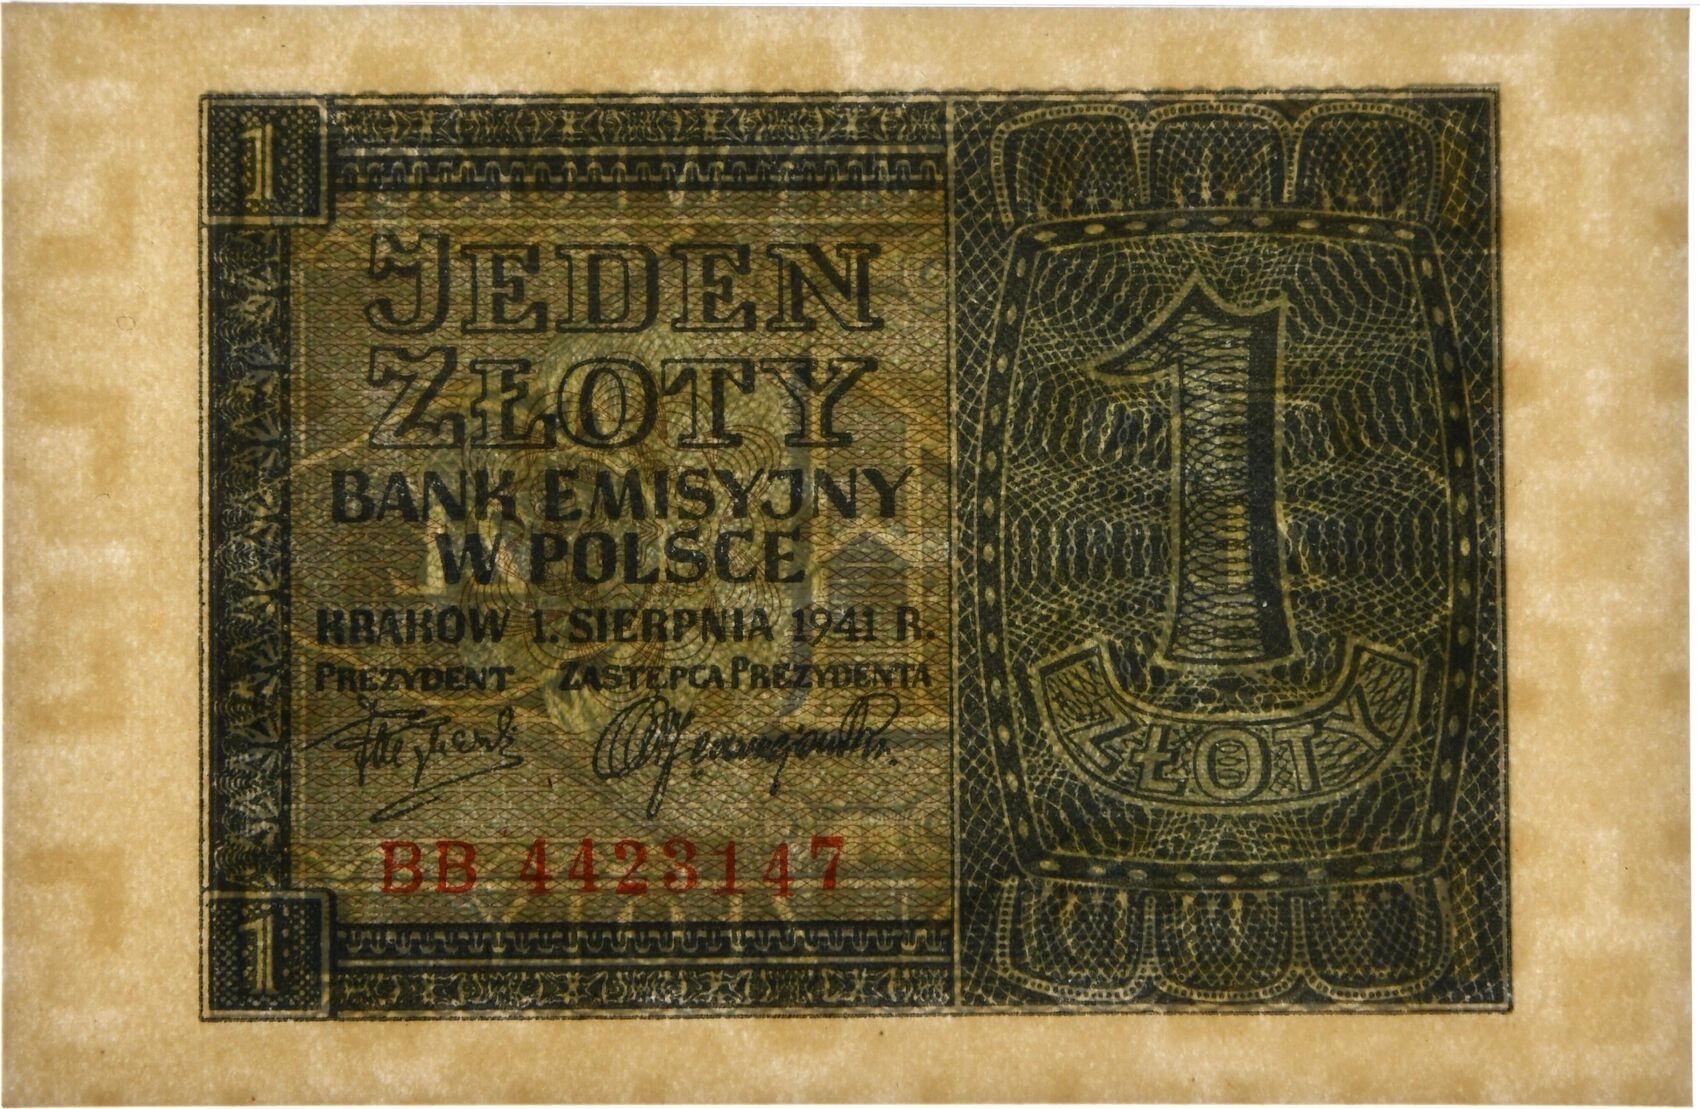 1
JEDEN
ZŁOTY
BANK EMISYJNY
W POLSCE
KRAKÓW 1. SIERPNIA 1941 R.
PREZYDENT ZASTĘPCA PREZYDENTA
BB 4423147
1
1
ZŁOTY